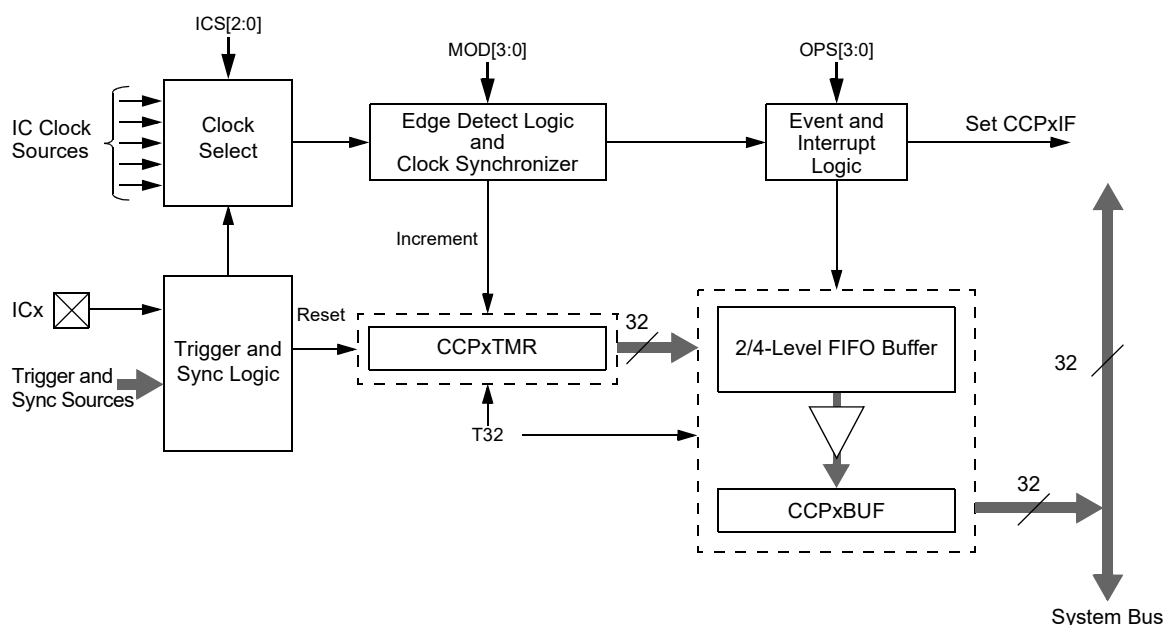 ICS[2:0]
MOD[3:0]
OPS[3:0]
IC Clock
Sources
Clock
Select
Edge Detect Logic
and
Clock Synchronizer
Event and
Interrupt
Logic
Set CCPxIF
Increment
ICx
Reset
Trigger and
Sync Logic
Trigger and
Sync Sources
CCPxTMR
32
2/4-Level FIFO Buffer
32
T32
CCPxBUF
32
System Bus